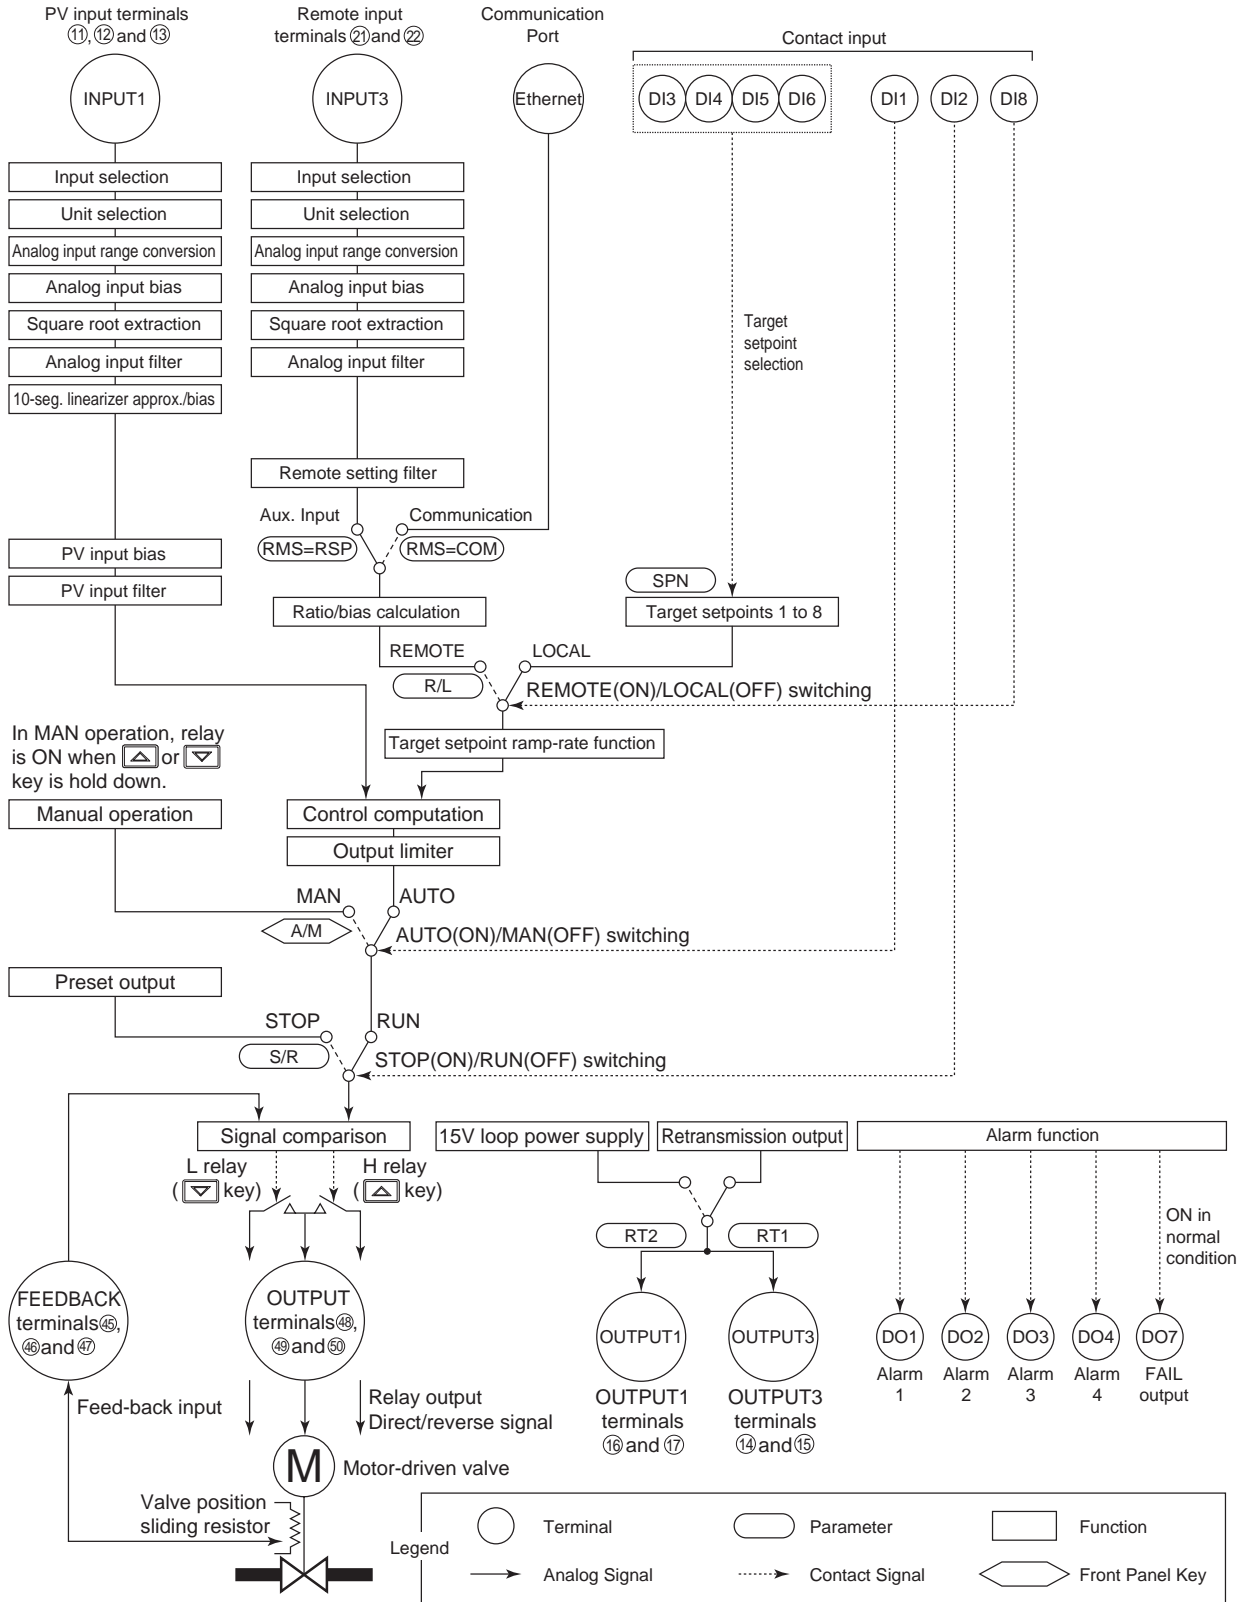 PV input terminals
⑪, ⑫ and ⑬
Remote input
terminals ㉑ and ㉒
Communication
Port
Contact input
INPUT1
INPUT3
Ethernet
DI3
DI4
DI5
DI6
DI1
DI2
DI8
Input selection
Unit selection
Analog input range conversion
Analog input bias
Square root extraction
Analog input filter
10-seg. linearizer approx./bias
Input selection
Unit selection
Analog input range conversion
Analog input bias
Square root extraction
Analog input filter
Target
setpoint
selection
Remote setting filter
Aux. Input
Communication
RMS=RSP
RMS=COM
PV input bias
PV input filter
SPN
Ratio/bias calculation
Target setpoints 1 to 8
REMOTE
LOCAL
R/L
REMOTE(ON)/LOCAL(OFF) switching
Target setpoint ramp-rate function
In MAN operation, relay
is ON when △ or ▽
key is hold down.
Manual operation
Control computation
Output limiter
MAN
AUTO
A/M
AUTO(ON)/MAN(OFF) switching
Preset output
STOP
RUN
S/R
STOP(ON)/RUN(OFF) switching
Signal comparison
15V loop power supply
Retransmission output
Alarm function
L relay
( ▽ key)
H relay
( △ key)
RT2
RT1
ON in
normal
condition
FEEDBACK
terminals ㊺,
㊻ and ㊼
OUTPUT
terminals ㊽,
㊾ and ㊿
OUTPUT1
OUTPUT3
DO1
DO2
DO3
DO4
DO7
Alarm
1
Alarm
2
Alarm
3
Alarm
4
FAIL
output
OUTPUT1
terminals
⑯ and ⑰
OUTPUT3
terminals
⑭ and ⑮
Feed-back input
Relay output
Direct/reverse signal
M
Motor-driven valve
Valve position
sliding resistor
Legend
Terminal
Parameter
Function
Analog Signal
Contact Signal
Front Panel Key